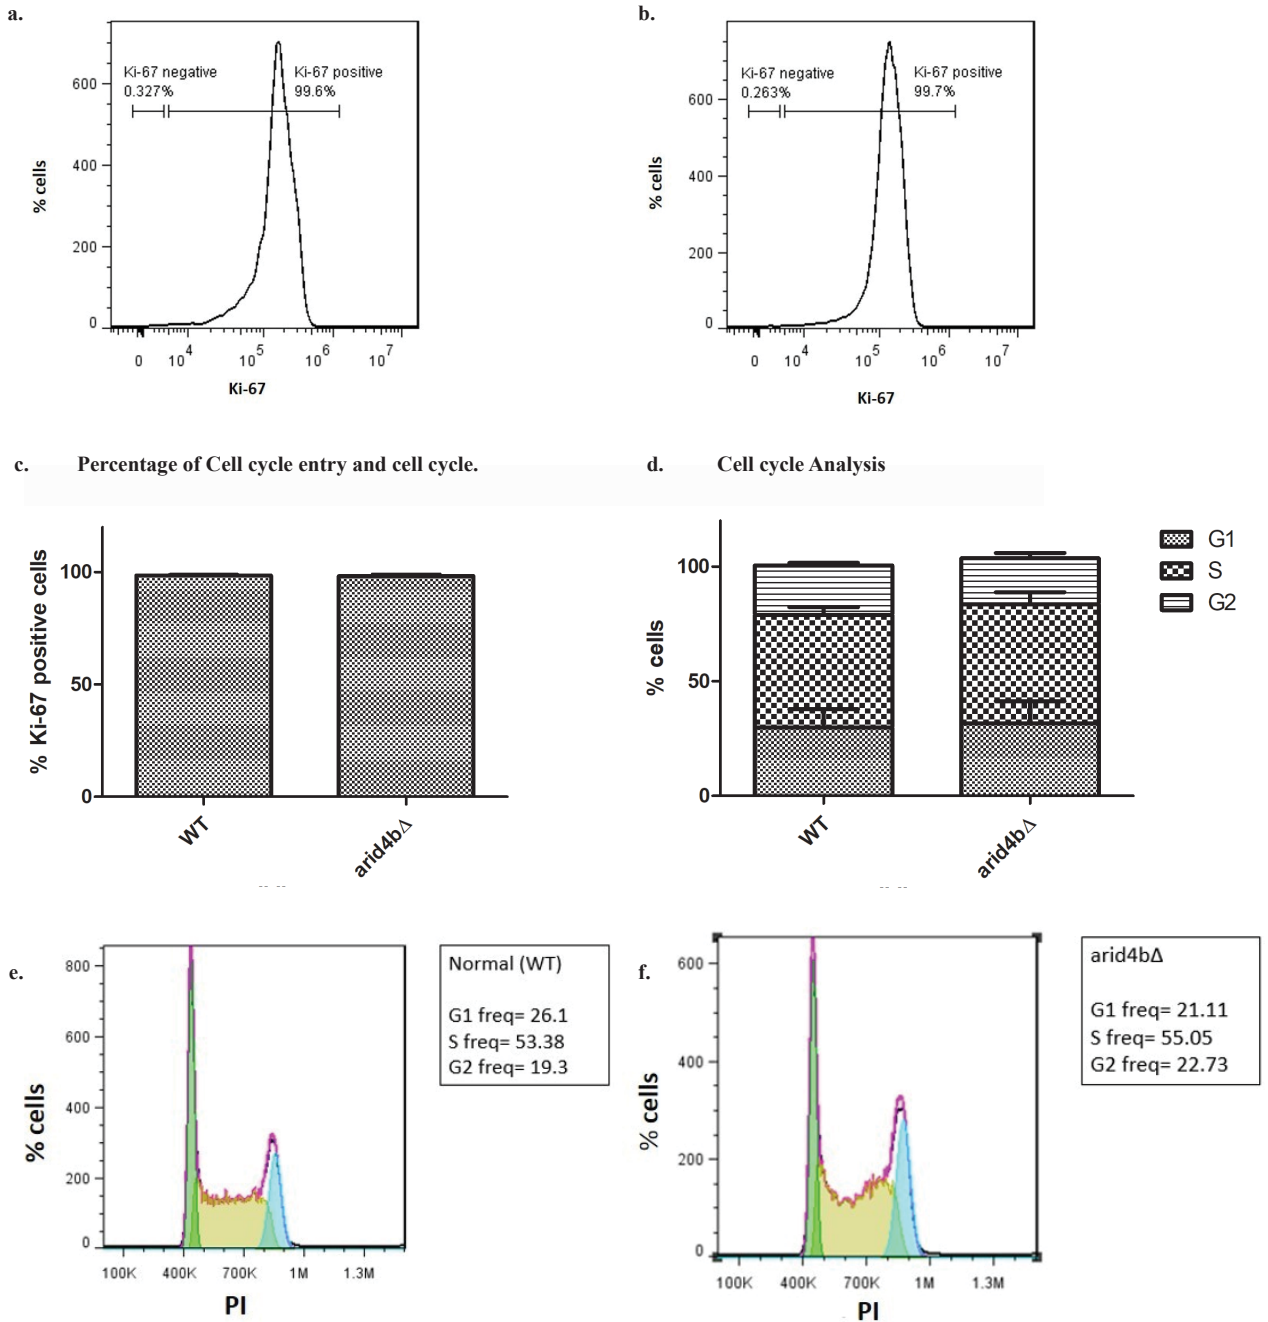 a.
Ki-67 negative
0.327%
Ki-67 positive
99.6%
600
400
200
0
% cells
0 10^4 10^5 10^6 10^7
Ki-67
b.
Ki-67 negative
0.263%
Ki-67 positive
99.7%
600
400
200
0
% cells
0 10^4 10^5 10^6 10^7
Ki-67
c. Percentage of Cell cycle entry and cell cycle.
100
50
0
% Ki-67 positive cells
WT
arid4bΔ
d. Cell cycle Analysis
100
50
0
% cells
WT
arid4bΔ
G1
S
G2
e.
800
600
400
200
0
% cells
100K 400K 700K 1M 1.3M
PI
Normal (WT)
G1 freq= 26.1
S freq= 53.38
G2 freq= 19.3
f.
600
400
200
0
% cells
100K 400K 700K 1M 1.3M
PI
arid4bΔ
G1 freq= 21.11
S freq= 55.05
G2 freq= 22.73